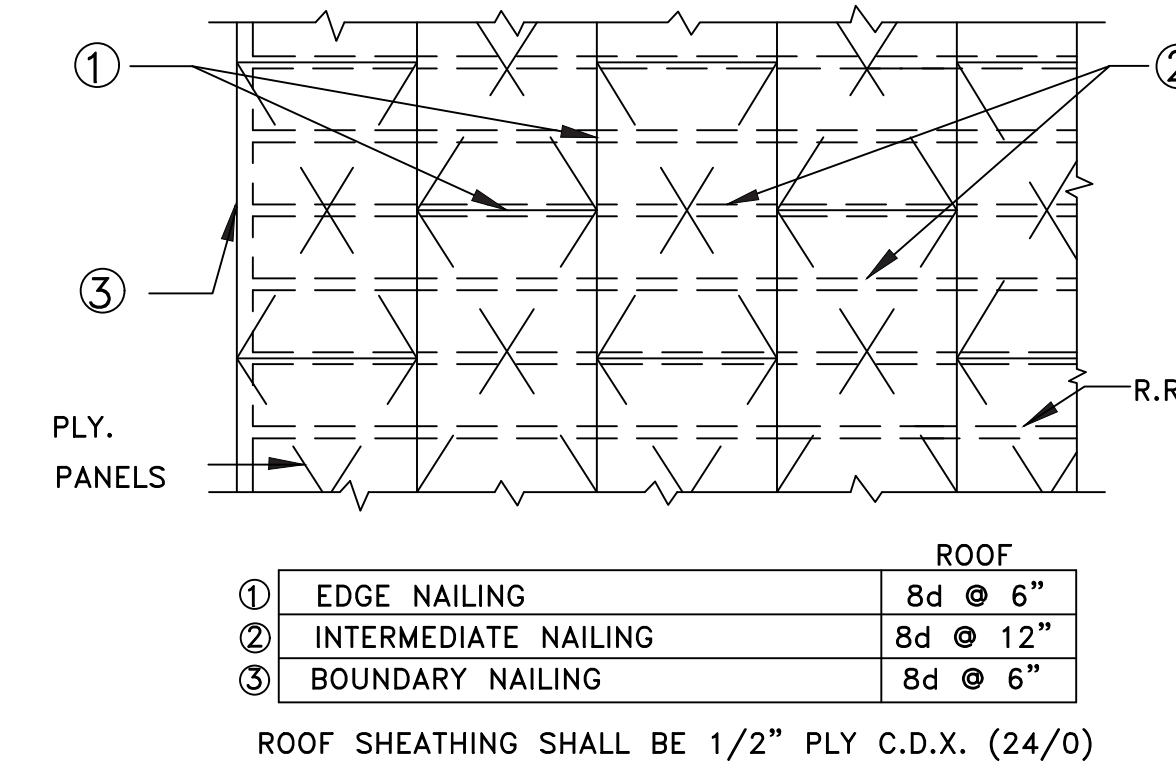 ①
②
③
R.R
PLY.
PANELS
ROOF
① EDGE NAILING 8d @ 6”
② INTERMEDIATE NAILING 8d @ 12”
③ BOUNDARY NAILING 8d @ 6”
ROOF SHEATHING SHALL BE 1/2” PLY C.D.X. (24/0)